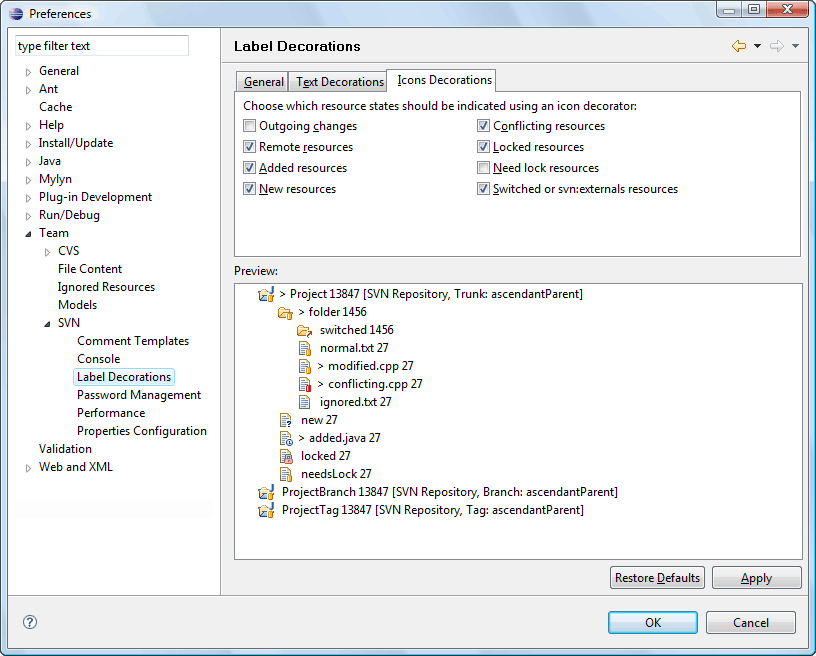 Preferences
type filter text
General
Ant
Cache
Help
Install/Update
Java
Mylyn
Plug-in Development
Run/Debug
Team
CVS
File Content
Ignored Resources
Models
SVN
Comment Templates
Console
Label Decorations
Password Management
Performance
Properties Configuration
Validation
Web and XML
Label Decorations
General Text Decorations Icons Decorations
Choose which resource states should be indicated using an icon decorator:
Outgoing changes Conflicting resources
Remote resources Locked resources
Added resources Need lock resources
New resources Switched or svn:externals resources
Preview:
> Project 13847 [SVN Repository, Trunk: ascendantParent]
> folder 1456
switched 1456
normal.txt 27
> modified.cpp 27
> conflicting.cpp 27
ignored.txt 27
new 27
> added.java 27
locked 27
needsLock 27
ProjectBranch 13847 [SVN Repository, Branch: ascendantParent]
ProjectTag 13847 [SVN Repository, Tag: ascendantParent]
Restore Defaults Apply
? OK Cancel